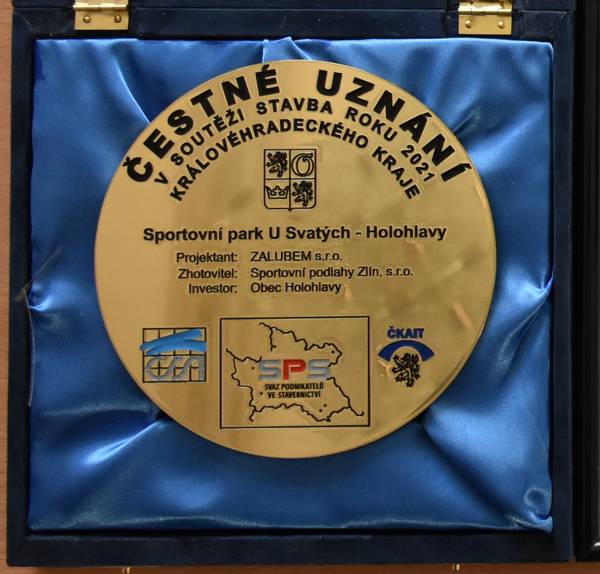 ČESTNÉ UZNÁNÍ
V SOUTĚŽI STAVBA ROKU 2021
KRÁLOVÉHRADECKÉHO KRAJE
Sportovní park U Svatých - Holohlavy
Projektant: ZALUBEM s.r.o.
Zhotovitel: Sportovní podlahy Zlín, s.r.o.
Investor: Obec Holohlavy
ČSSI
SPS
SVAZ PODNIKATELŮ
VE STAVEBNICTVÍ
ČKAIT